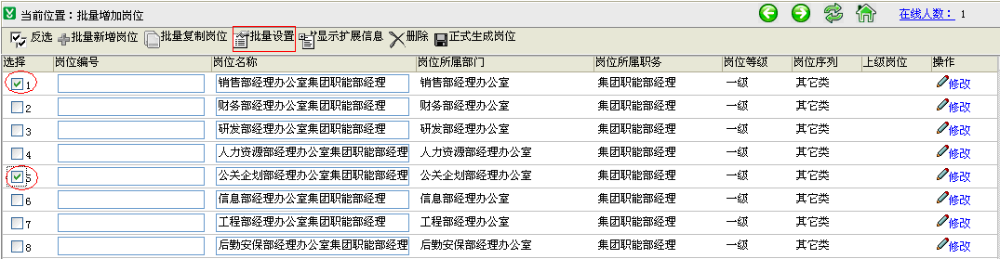 当前位置：批量增加岗位 在线人数： 1
反选 批量新增岗位 批量复制岗位 批量设置 显示扩展信息 删除 正式生成岗位
选择 岗位编号 岗位名称 岗位所属部门 岗位所属职务 岗位等级 岗位序列 上级岗位 操作
1 销售部经理办公室集团职能部经理 销售部经理办公室 集团职能部经理 一级 其它类 修改
2 财务部经理办公室集团职能部经理 财务部经理办公室 集团职能部经理 一级 其它类 修改
3 研发部经理办公室集团职能部经理 研发部经理办公室 集团职能部经理 一级 其它类 修改
4 人力资源部经理办公室集团职能部经理 人力资源部经理办公室 集团职能部经理 一级 其它类 修改
5 公关企划部经理办公室集团职能部经理 公关企划部经理办公室 集团职能部经理 一级 其它类 修改
6 信息部经理办公室集团职能部经理 信息部经理办公室 集团职能部经理 一级 其它类 修改
7 工程部经理办公室集团职能部经理 工程部经理办公室 集团职能部经理 一级 其它类 修改
8 后勤安保部经理办公室集团职能部经理 后勤安保部经理办公室 集团职能部经理 一级 其它类 修改